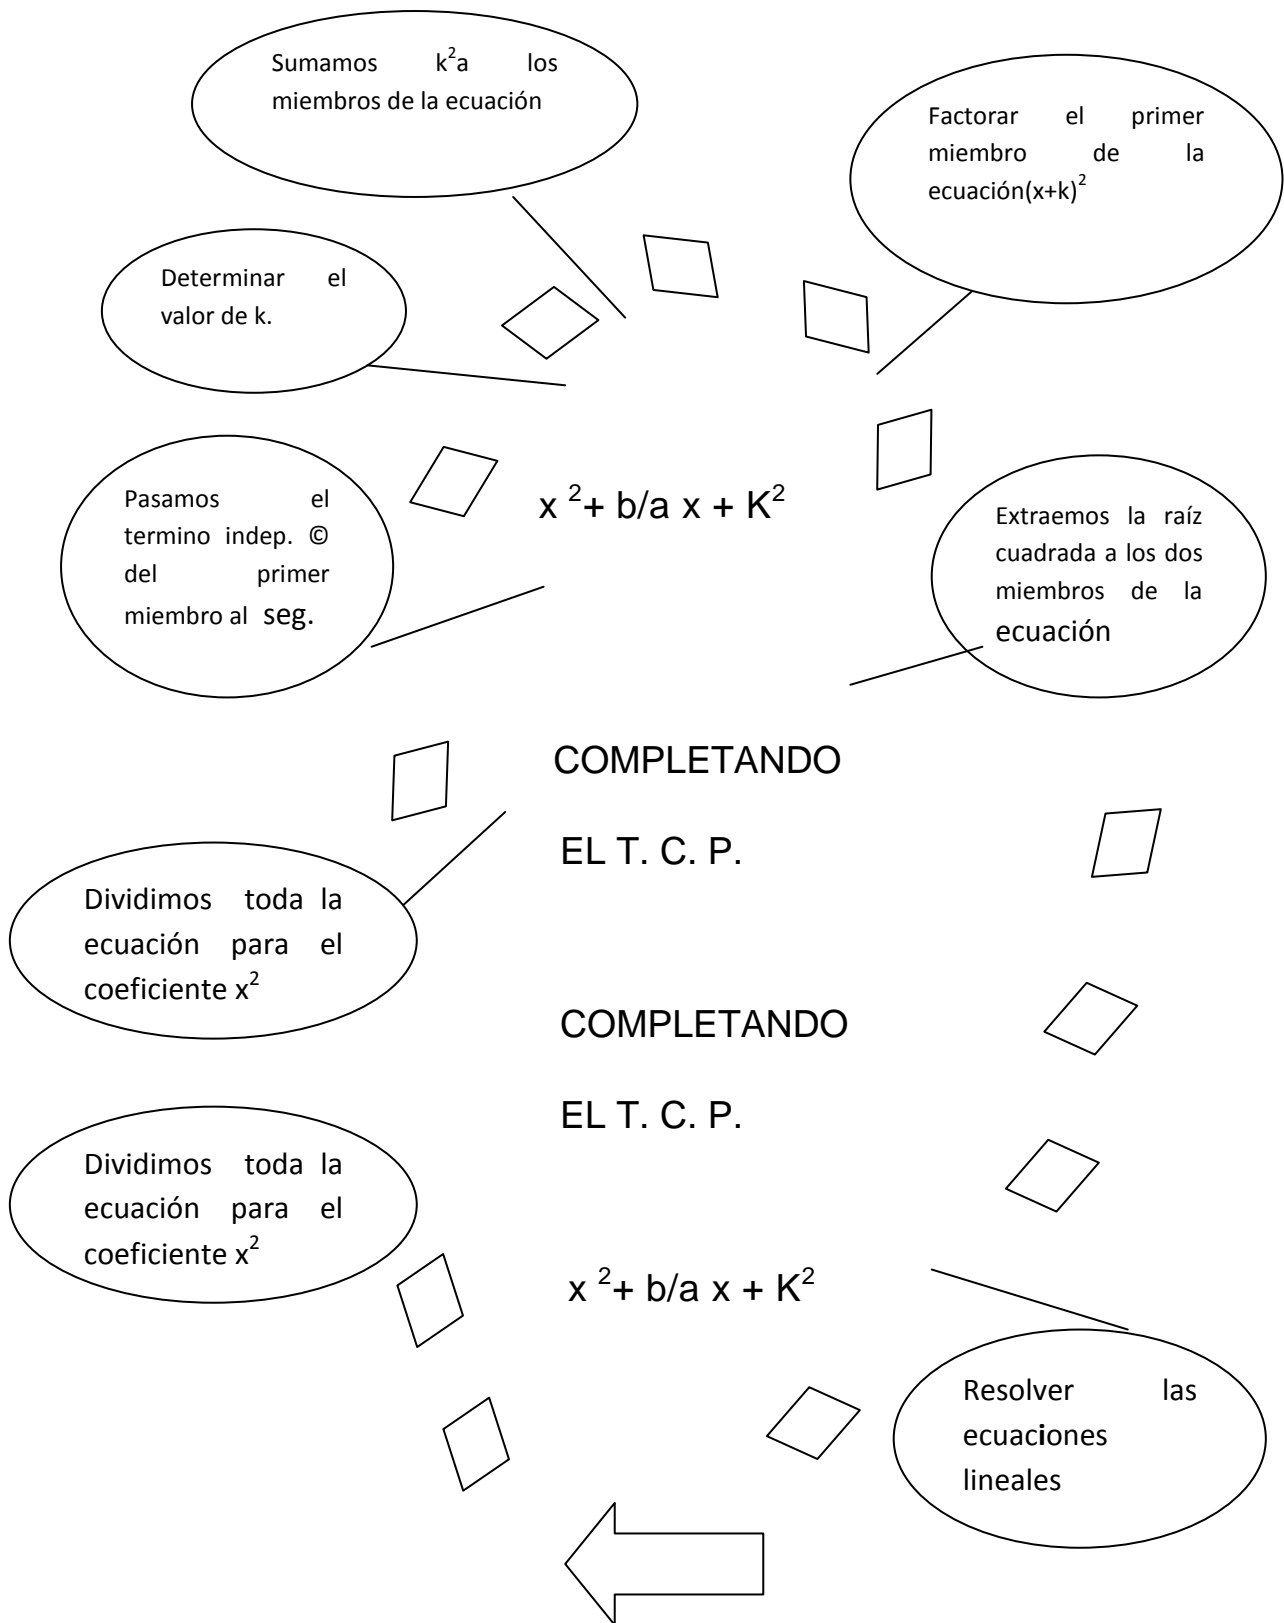 Sumamos k²a los
miembros de la ecuación
Factorar el primer
miembro de la
ecuación(x+k)²
Determinar el
valor de k.
Pasamos el
termino indep. ©
del primer
miembro al seg.
x ²+ b/a x + K²
Extraemos la raíz
cuadrada a los dos
miembros de la
ecuación
COMPLETANDO
EL T. C. P.
Dividimos toda la
ecuación para el
coeficiente x²
COMPLETANDO
EL T. C. P.
Dividimos toda la
ecuación para el
coeficiente x²
x ²+ b/a x + K²
Resolver las
ecuaciones
lineales